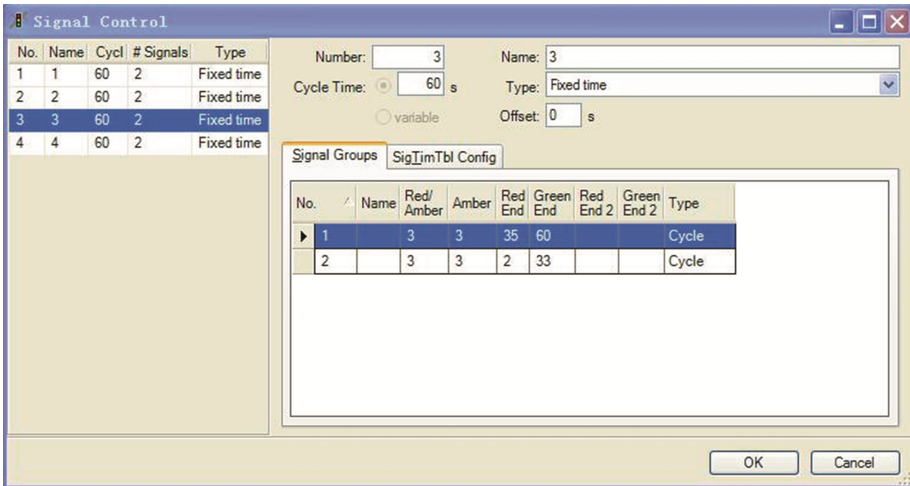 Signal Control
No. Name Cycl # Signals Type
1 1 60 2 Fixed time
2 2 60 2 Fixed time
3 3 60 2 Fixed time
4 4 60 2 Fixed time
Number: 3 Name: 3
Cycle Time: 60 s Type: Fixed time
variable Offset: 0 s
Signal Groups SigTimTbl Config
No. Name Red/ Amber Amber Red End Green End Red End 2 Green End 2 Type
1 3 3 35 60 Cycle
2 3 3 2 33 Cycle
OK Cancel